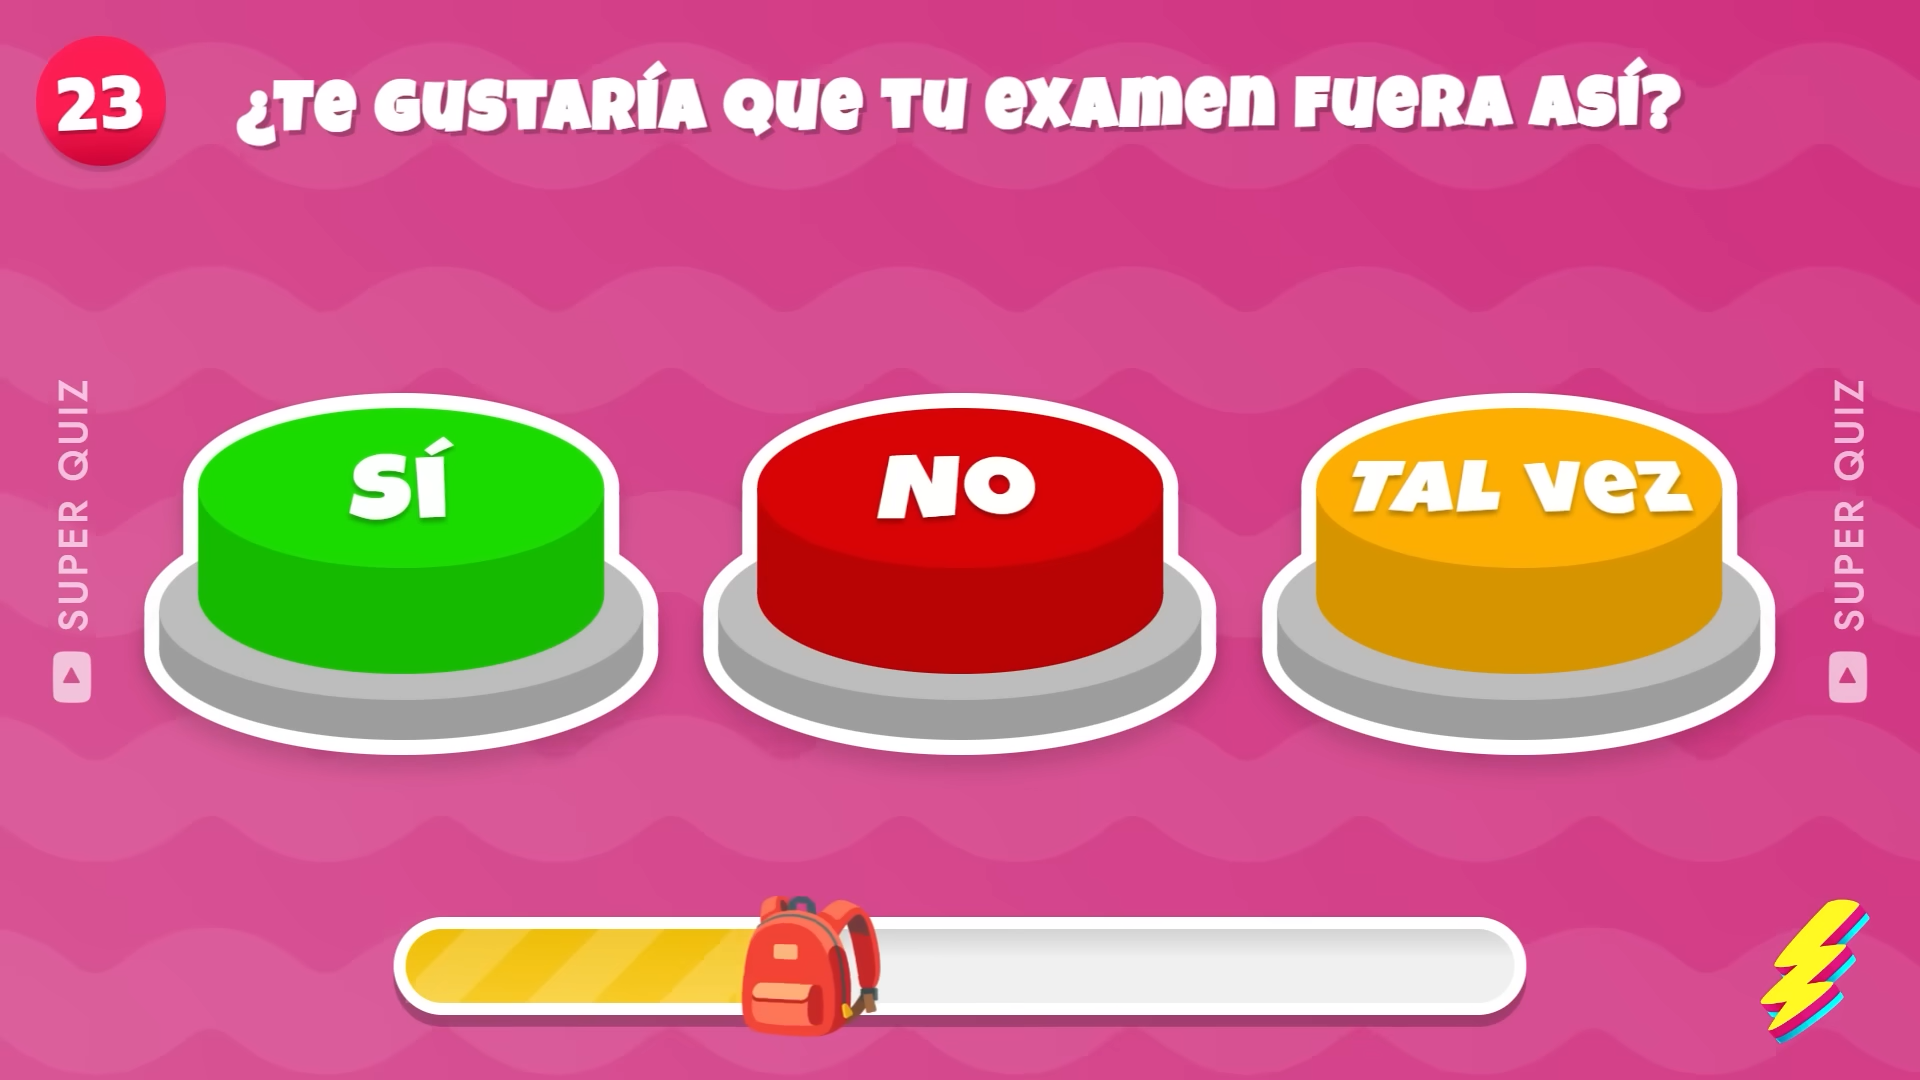 23
¿TE GUSTARÍA QUE TU EXAMEN FUERA ASÍ?
SÍ
NO
TAL VEZ
SUPER QUIZ
SUPER QUIZ